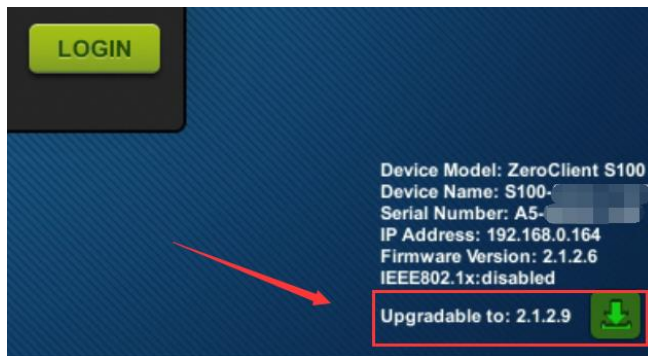 LOGIN
Device Model: ZeroClient S100
Device Name: S100-
Serial Number: A5-
IP Address: 192.168.0.164
Firmware Version: 2.1.2.6
IEEE802.1x:disabled
Upgradable to: 2.1.2.9